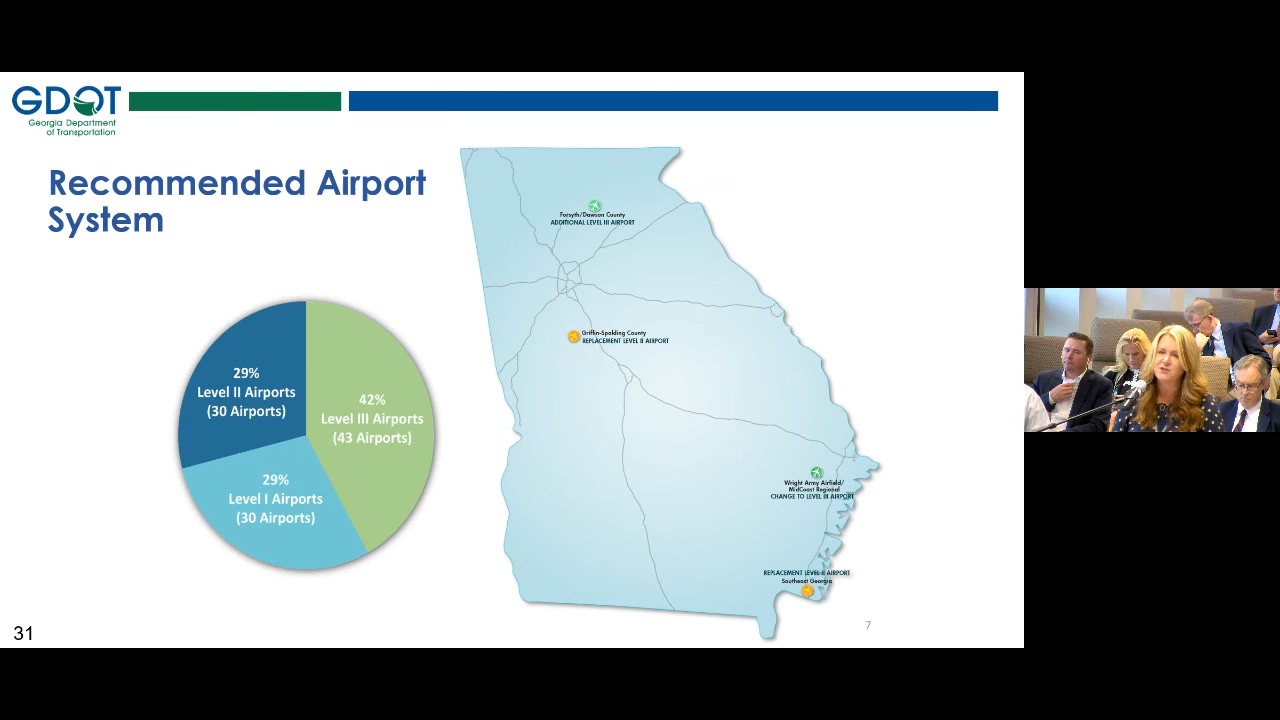 GDOT
Georgia Department
of Transportation
Recommended Airport
System
29%
Level II Airports
(30 Airports)
42%
Level III Airports
(43 Airports)
29%
Level I Airports
(30 Airports)
Forsyth/Dawson County
ADDITIONAL LEVEL III AIRPORT
Griffin-Spalding County
REPLACEMENT LEVEL II AIRPORT
Wright Army Airfield/
MidCoast Regional
CHANGE TO LEVEL III AIRPORT
REPLACEMENT LEVEL II AIRPORT
Southeast Georgia
7
31